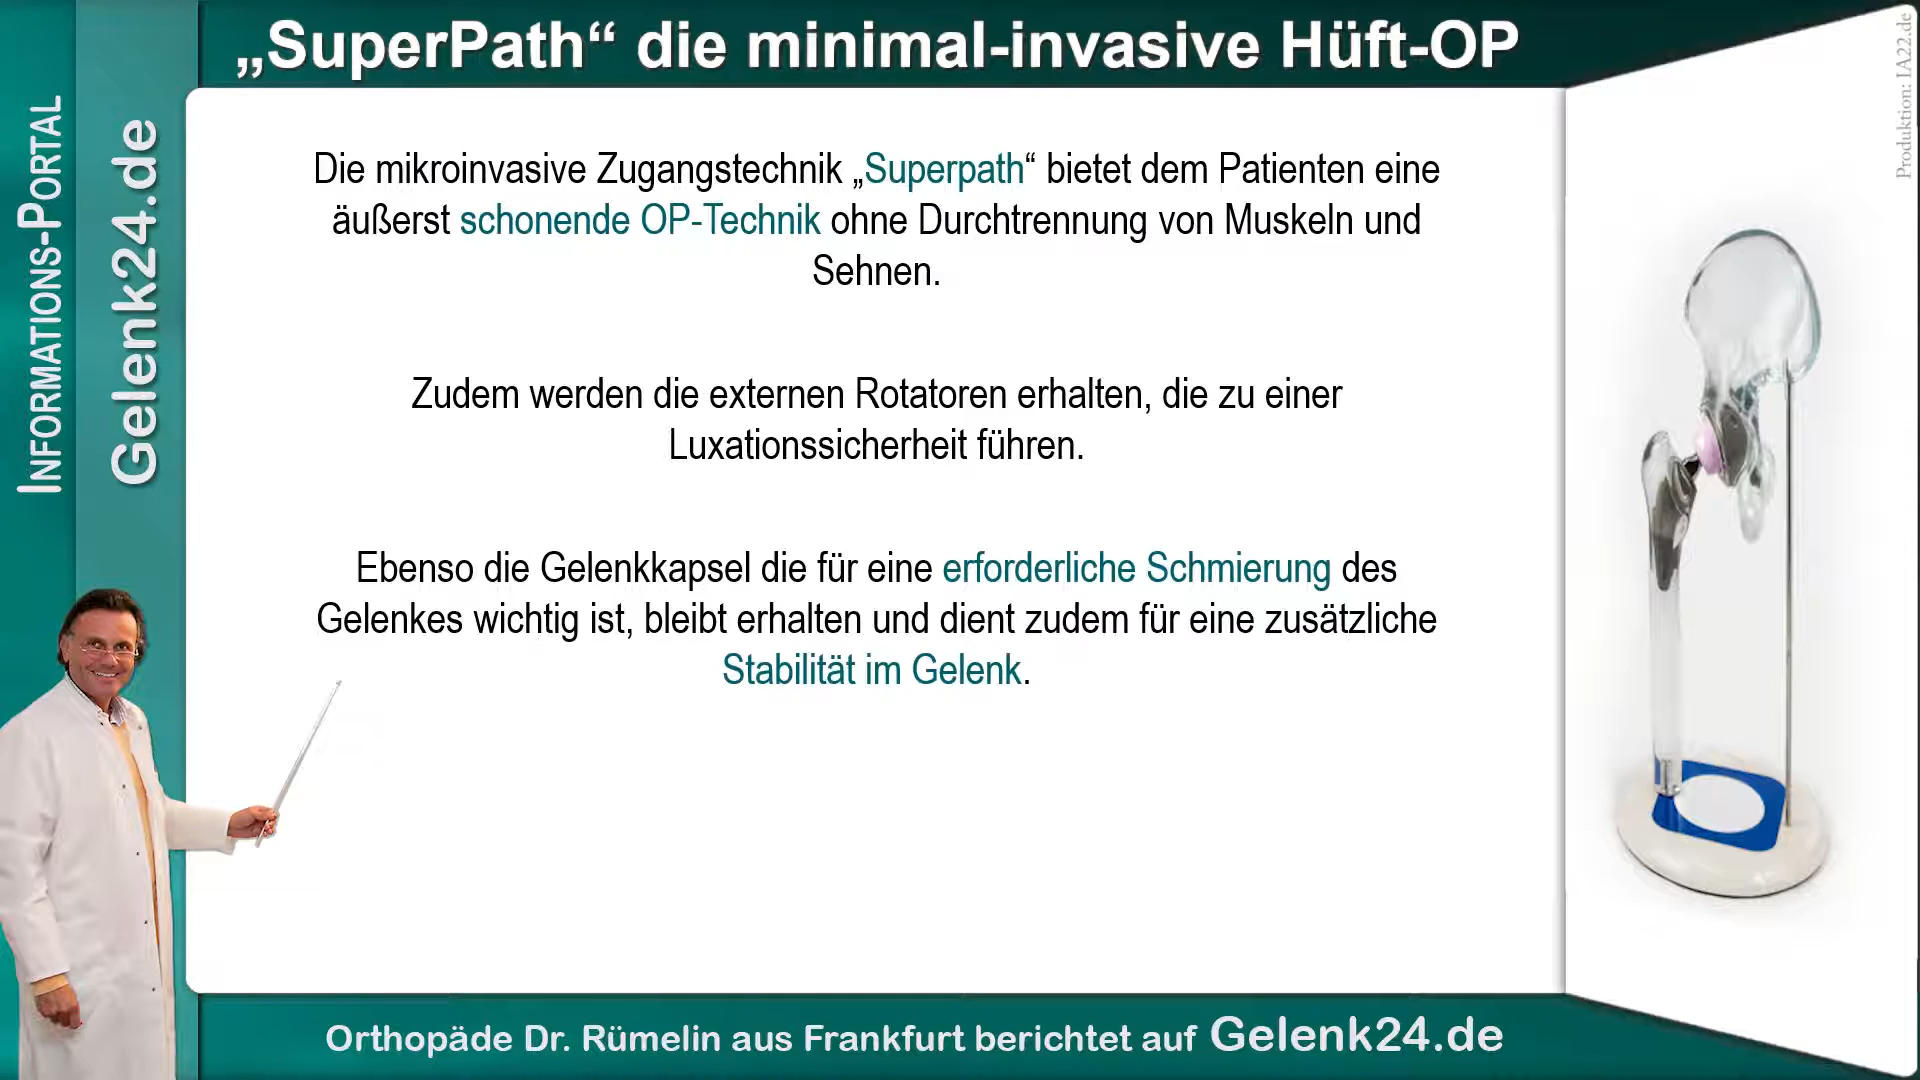 „SuperPath“ die minimal-invasive Hüft-OP
Produktion: IA22.de
INFORMATIONS-PORTAL
Gelenk24.de
Die mikroinvasive Zugangstechnik „Superpath“ bietet dem Patienten eine
äußerst schonende OP-Technik ohne Durchtrennung von Muskeln und
Sehnen.
Zudem werden die externen Rotatoren erhalten, die zu einer
Luxationssicherheit führen.
Ebenso die Gelenkkapsel die für eine erforderliche Schmierung des
Gelenkes wichtig ist, bleibt erhalten und dient zudem für eine zusätzliche
Stabilität im Gelenk.
Orthopäde Dr. Rümelin aus Frankfurt berichtet auf Gelenk24.de